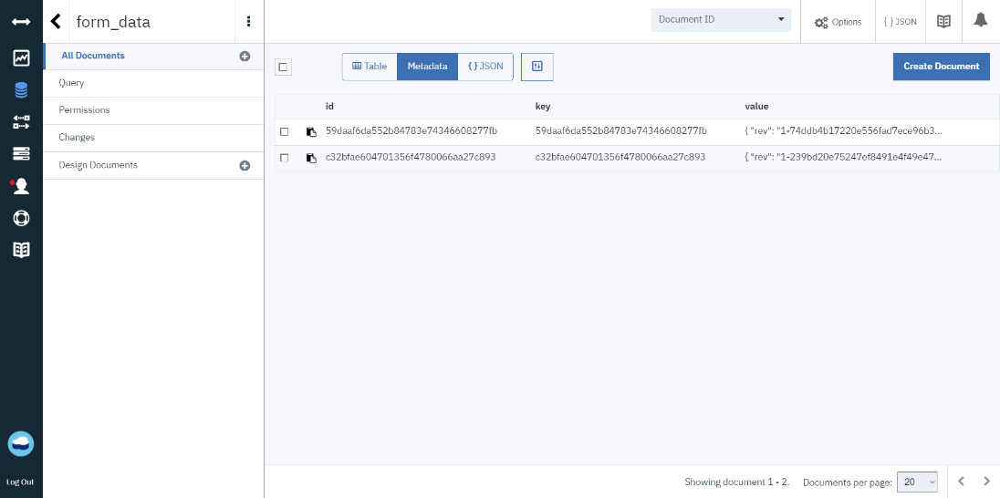 form_data
Document ID
Options
{ } JSON
All Documents
Query
Permissions
Changes
Design Documents
Table
Metadata
{ } JSON
Create Document
id key value
59daaf6da552b84783e74346608277fb 59daaf6da552b84783e74346608277fb { "rev": "1-74ddb4b17220e556fad7ece96b3...
c32bfae604701356f4780066aa27c893 c32bfae604701356f4780066aa27c893 { "rev": "1-239bd20e75247ef8491e4f49e47...
Log Out
Showing document 1 - 2.
Documents per page: 20